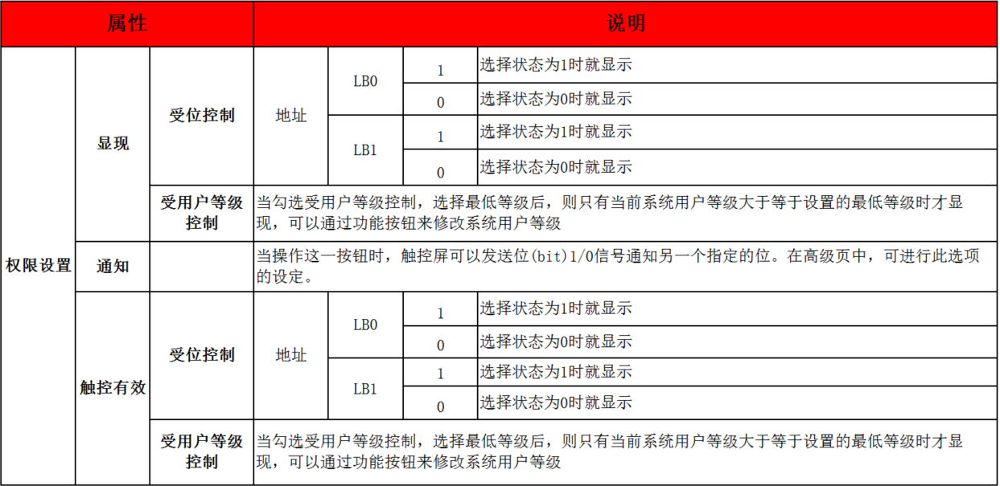 属性
说明
权限设置
显现
受位控制
地址
LB0
1
选择状态为1时就显示
0
选择状态为0时就显示
LB1
1
选择状态为1时就显示
0
选择状态为0时就显示
受用户等级
控制
当勾选受用户等级控制，选择最低等级后，则只有当前系统用户等级大于等于设置的最低等级时才显
现，可以通过功能按钮来修改系统用户等级
通知
当操作这一按钮时，触控屏可以发送位(bit)1/0信号通知另一个指定的位。在高级页中，可进行此选项
的设定。
触控有效
受位控制
地址
LB0
1
选择状态为1时就显示
0
选择状态为0时就显示
LB1
1
选择状态为1时就显示
0
选择状态为0时就显示
受用户等级
控制
当勾选受用户等级控制，选择最低等级后，则只有当前系统用户等级大于等于设置的最低等级时才显
现，可以通过功能按钮来修改系统用户等级